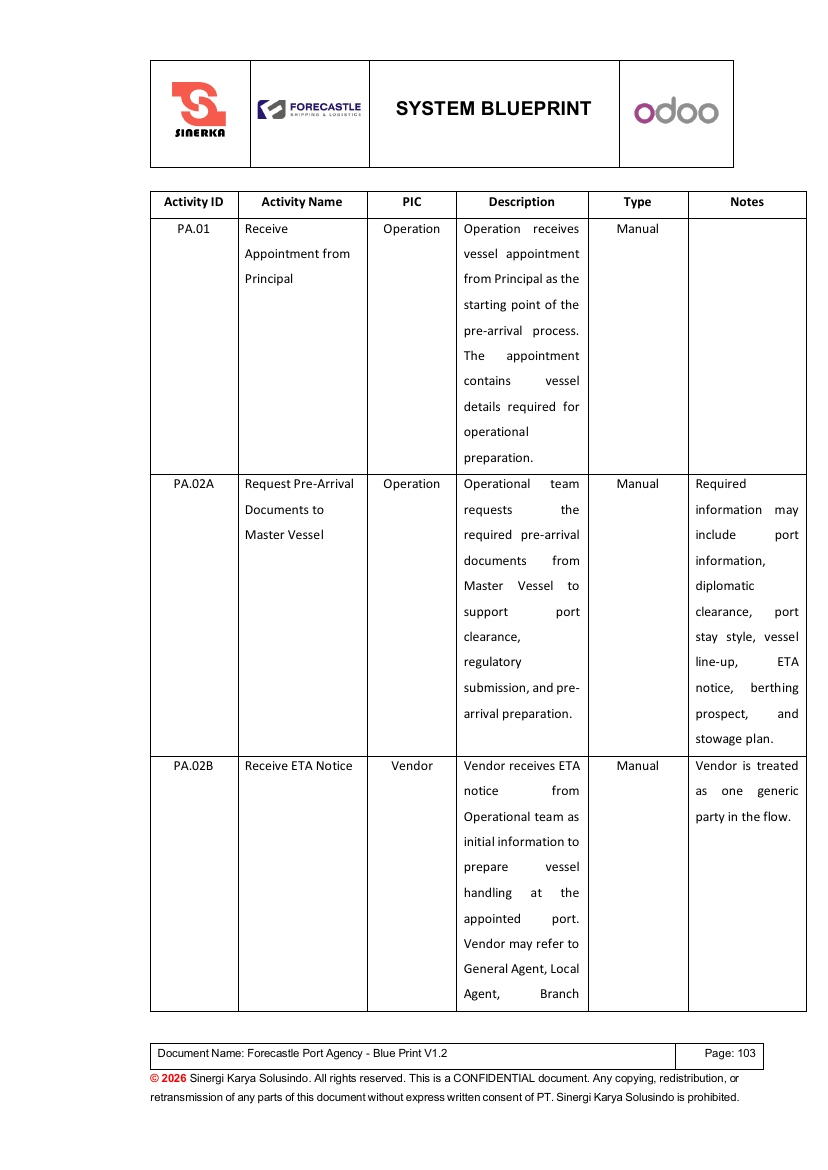 SINERKA
FORECASTLE
SHIPPING & LOGISTICS
SYSTEM BLUEPRINT
odoo
Activity ID Activity Name PIC Description Type Notes
PA.01
Receive
Appointment from
Principal
Operation
Operation receives
vessel appointment
from Principal as the
starting point of the
pre-arrival process.
The appointment
contains vessel
details required for
operational
preparation.
Manual
PA.02A
Request Pre-Arrival
Documents to
Master Vessel
Operation
Operational team
requests the
required pre-arrival
documents from
Master Vessel to
support port
clearance,
regulatory
submission, and pre-
arrival preparation.
Manual
Required
information may
include port
information,
diplomatic
clearance, port
stay style, vessel
line-up, ETA
notice, berthing
prospect, and
stowage plan.
PA.02B
Receive ETA Notice
Vendor
Vendor receives ETA
notice from
Operational team as
initial information to
prepare vessel
handling at the
appointed port.
Vendor may refer to
General Agent, Local
Agent, Branch
Manual
Vendor is treated
as one generic
party in the flow.
Document Name: Forecastle Port Agency - Blue Print V1.2
Page: 103
© 2026 Sinergi Karya Solusindo. All rights reserved. This is a CONFIDENTIAL document. Any copying, redistribution, or
retransmission of any parts of this document without express written consent of PT. Sinergi Karya Solusindo is prohibited.